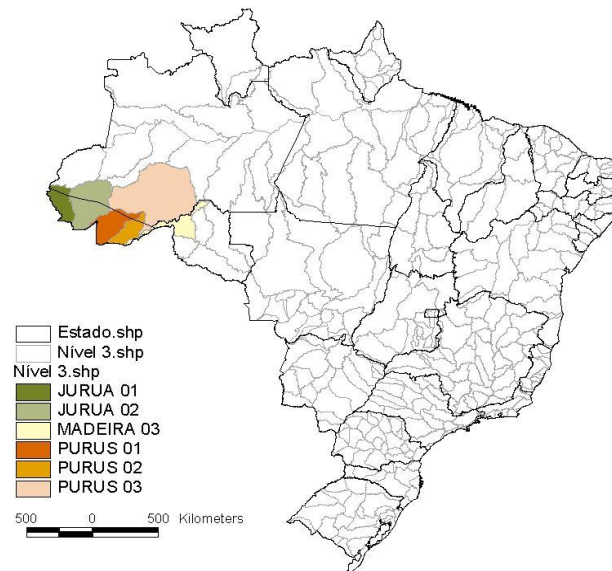 Estado.shp
Nível 3.shp
Nível 3.shp
JURUA 01
JURUA 02
MADEIRA 03
PURUS 01
PURUS 02
PURUS 03
500 0 500 Kilometers